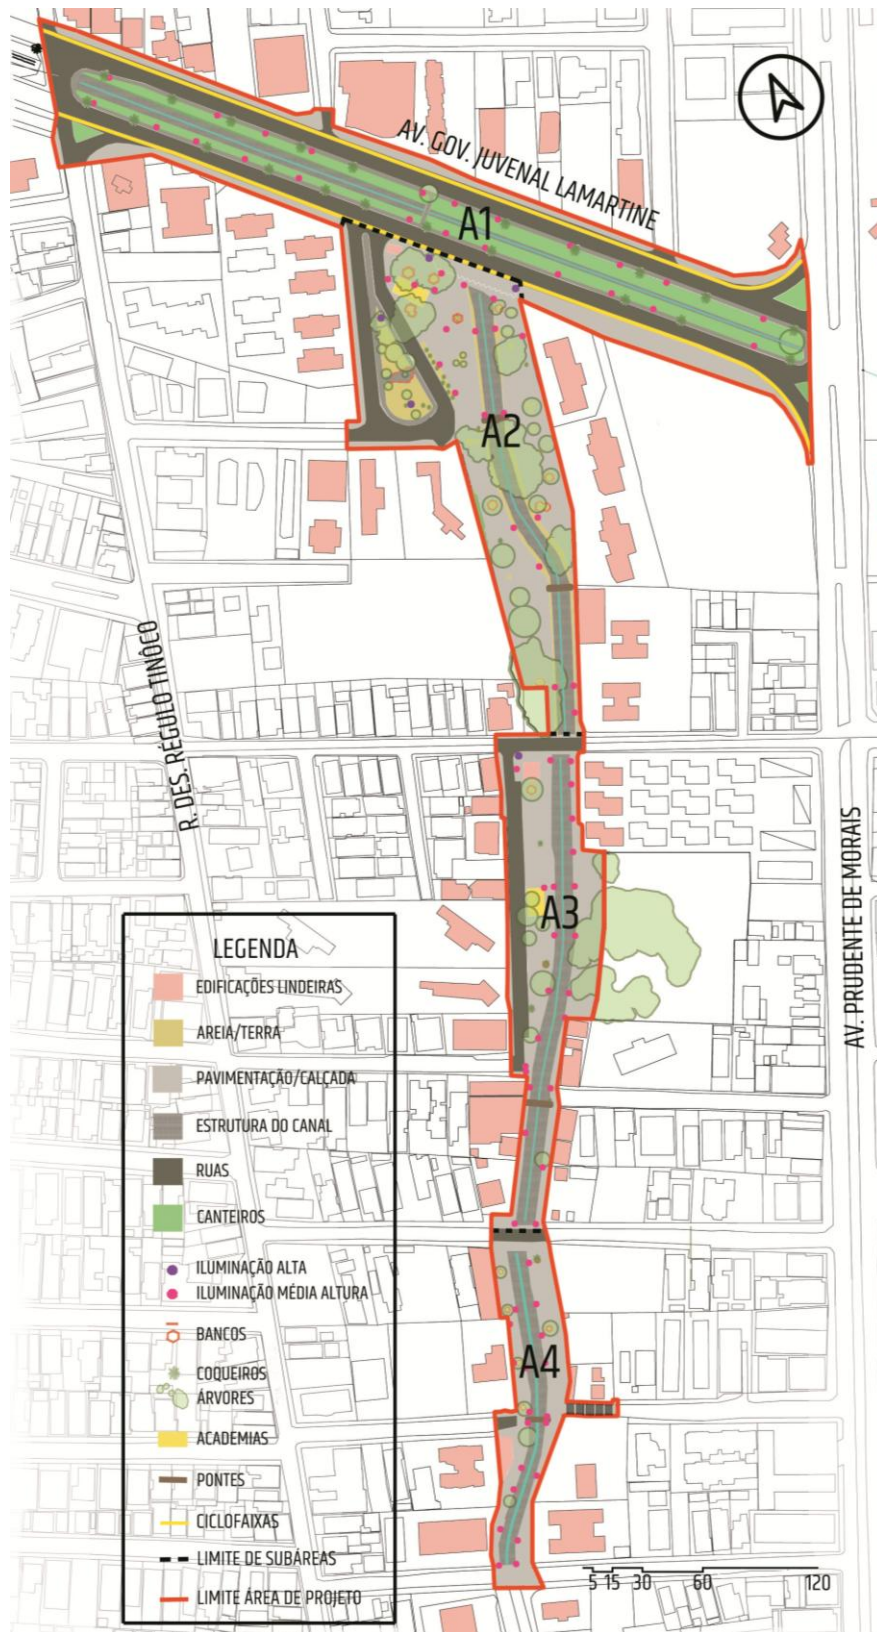 AV. GOV. JUVENAL LAMARTINE
A1
A2
R. DES. RÉGULO TINÔCO
A3
AV. PRUDENTE DE MORAIS
LEGENDA
EDIFICAÇÕES LINDEIRAS
AREIA/TERRA
PAVIMENTAÇÃO/CALÇADA
ESTRUTURA DO CANAL
RUAS
CANTEIROS
ILUMINAÇÃO ALTA
ILUMINAÇÃO MÉDIA ALTURA
BANCOS
COQUEIROS
ÁRVORES
ACADEMIAS
PONTES
CICLOFAIXAS
LIMITE DE SUBÁREAS
LIMITE ÁREA DE PROJETO
A4
5 15 30 60 120